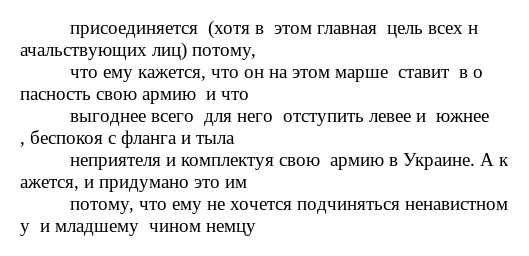 присоединяется  (хотя в  этом главная  цель всех н
ачальствующих лиц) потому,
что ему кажется, что он на этом марше  ставит  в о
пасность свою армию  и что
выгоднее всего  для него  отступить левее и  южнее
, беспокоя с фланга и тыла
неприятеля и комплектуя свою  армию в Украине. А к
ажется, и придумано это им
потому, что ему не хочется подчиняться ненавистном
у  и младшему  чином немцу